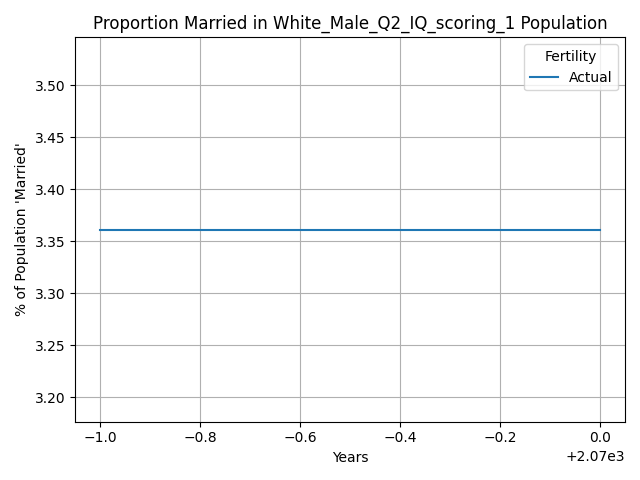 Proportion Married in White_Male_Q2_IQ_scoring_1 Population
Fertility
Actual
3.50
3.45
3.40
3.35
3.30
3.25
3.20
% of Population 'Married'
−1.0
−0.8
−0.6
−0.4
−0.2
0.0
Years
+2.07e3